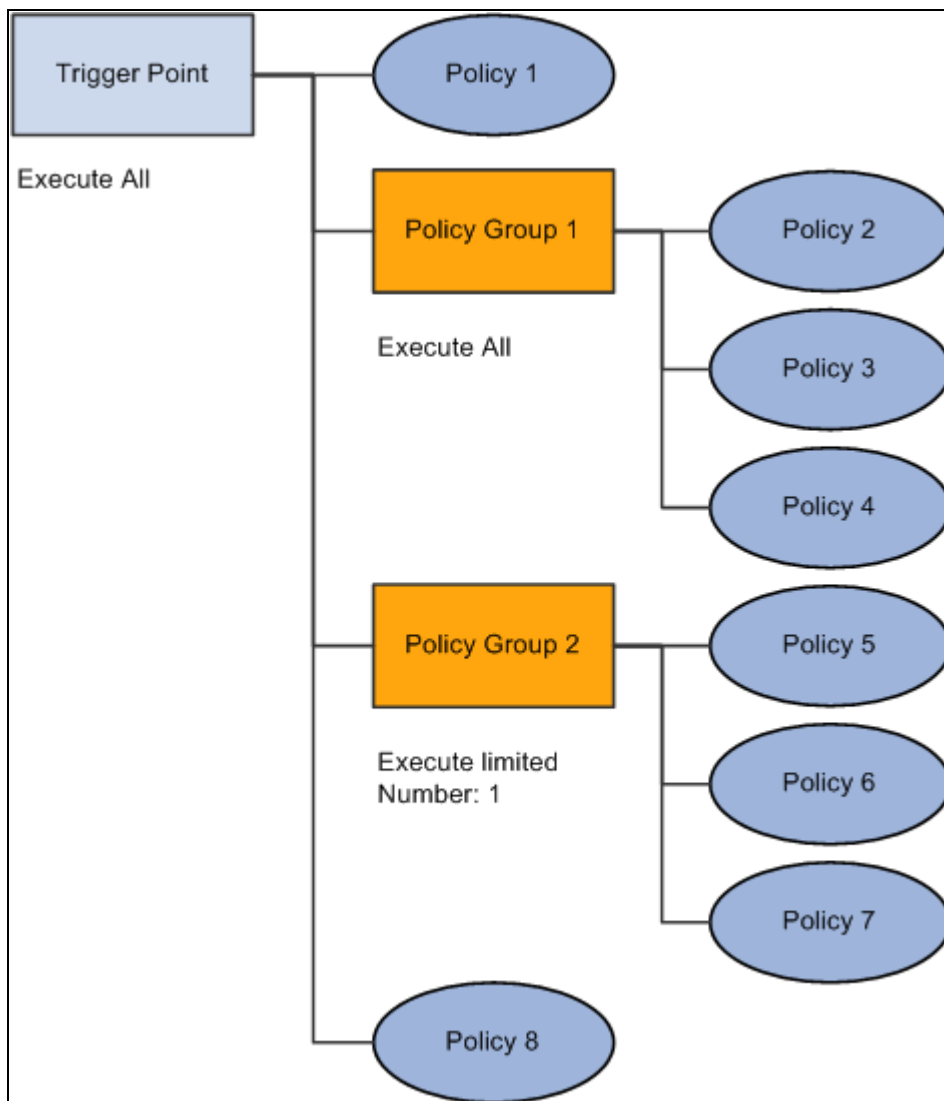 Trigger Point
Policy 1
Execute All
Policy Group 1
Policy 2
Execute All
Policy 3
Policy 4
Policy Group 2
Policy 5
Execute limited
Number: 1
Policy 6
Policy 7
Policy 8